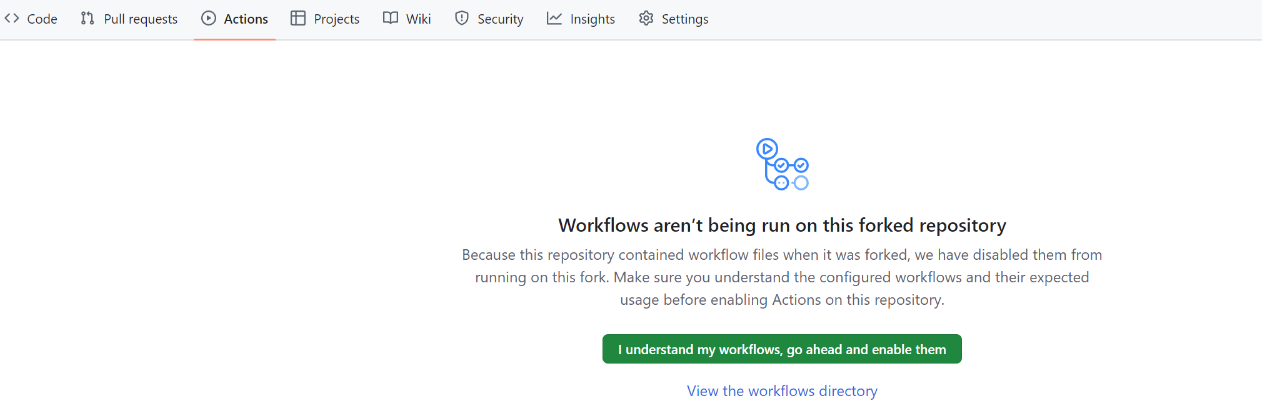 Code Pull requests Actions Projects Wiki Security Insights Settings
Workflows aren’t being run on this forked repository
Because this repository contained workflow files when it was forked, we have disabled them from
running on this fork. Make sure you understand the configured workflows and their expected
usage before enabling Actions on this repository.
I understand my workflows, go ahead and enable them
View the workflows directory